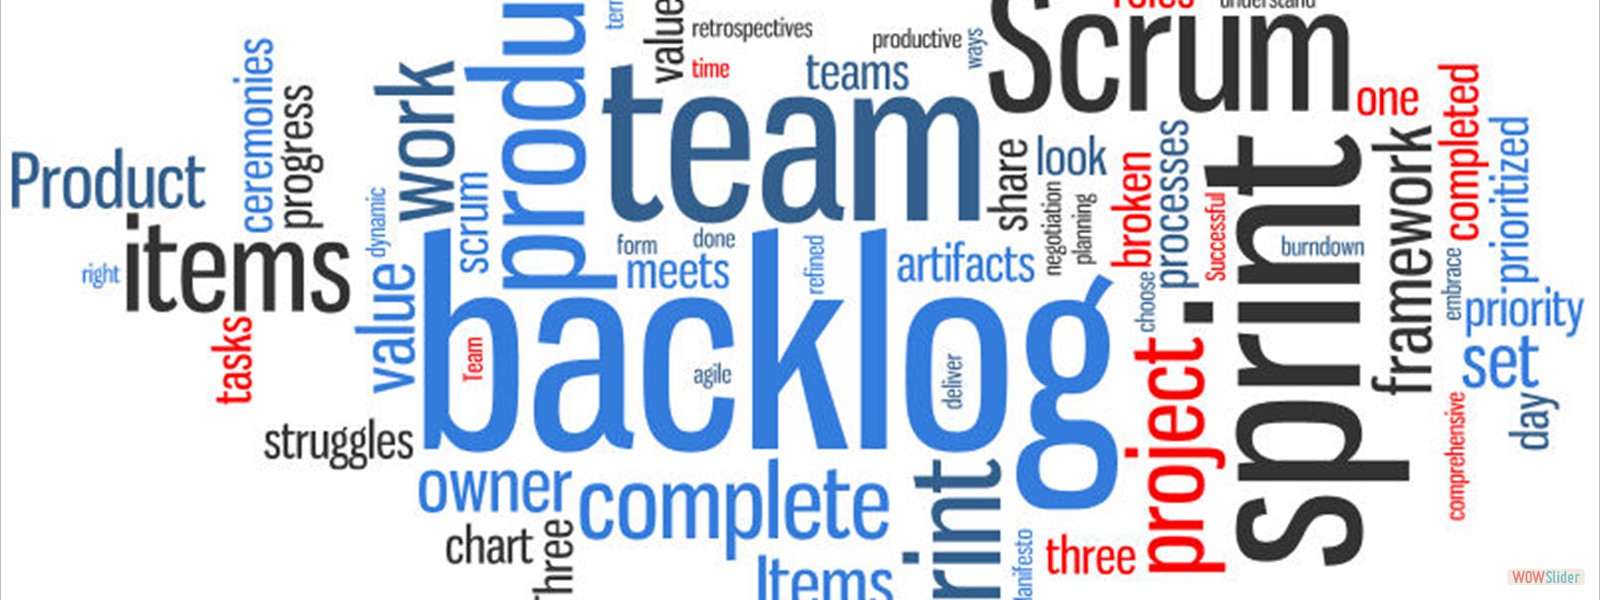 roles
understand
Scrum
value
retrospectives
productive
ways
time
teams
one
produ
work
team
ceremonies
progress
Product
share
look
completed
prioritized
framework
processes
broken
Successful
sprint
burndown
negotiation
planning
dynamic
scrum
form
done
meets
refined
artifacts
items
right
value
backlog
choose
embrace
priority
tasks
Team
agile
deliver
project
.
set
day
comprehensive
struggles
owner
complete
rint
chart
Three
Items
anifesto
three
WOWSlider